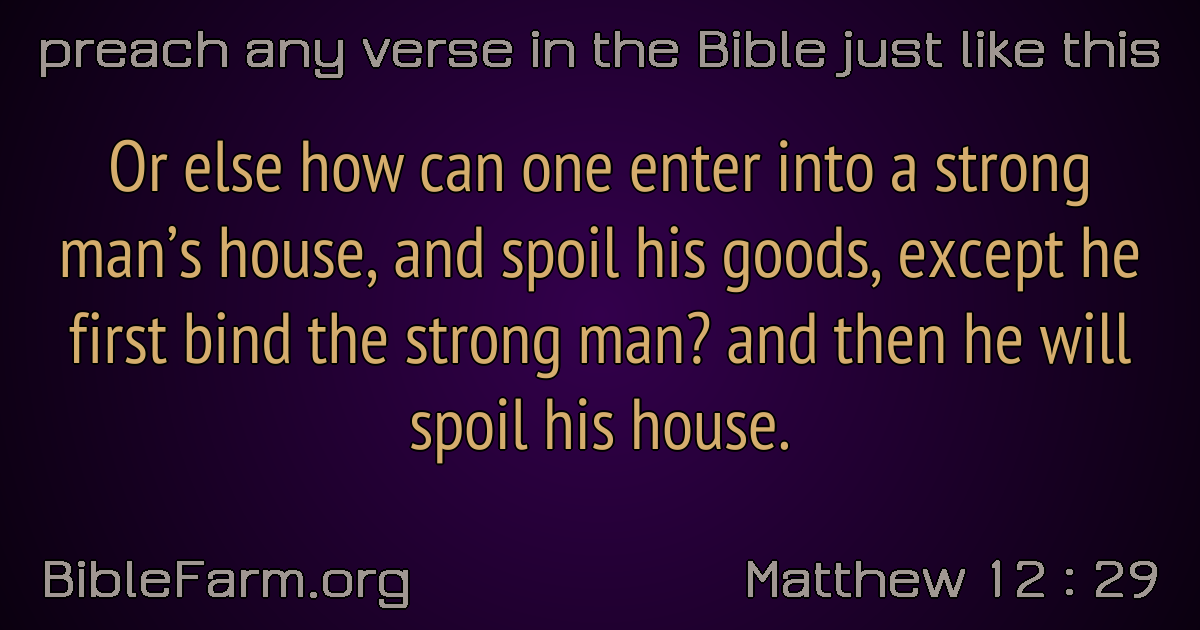 preach any verse in the Bible just like this
Or else how can one enter into a strong
man’s house, and spoil his goods, except he
first bind the strong man? and then he will
spoil his house.
BibleFarm.org
Matthew 12 : 29